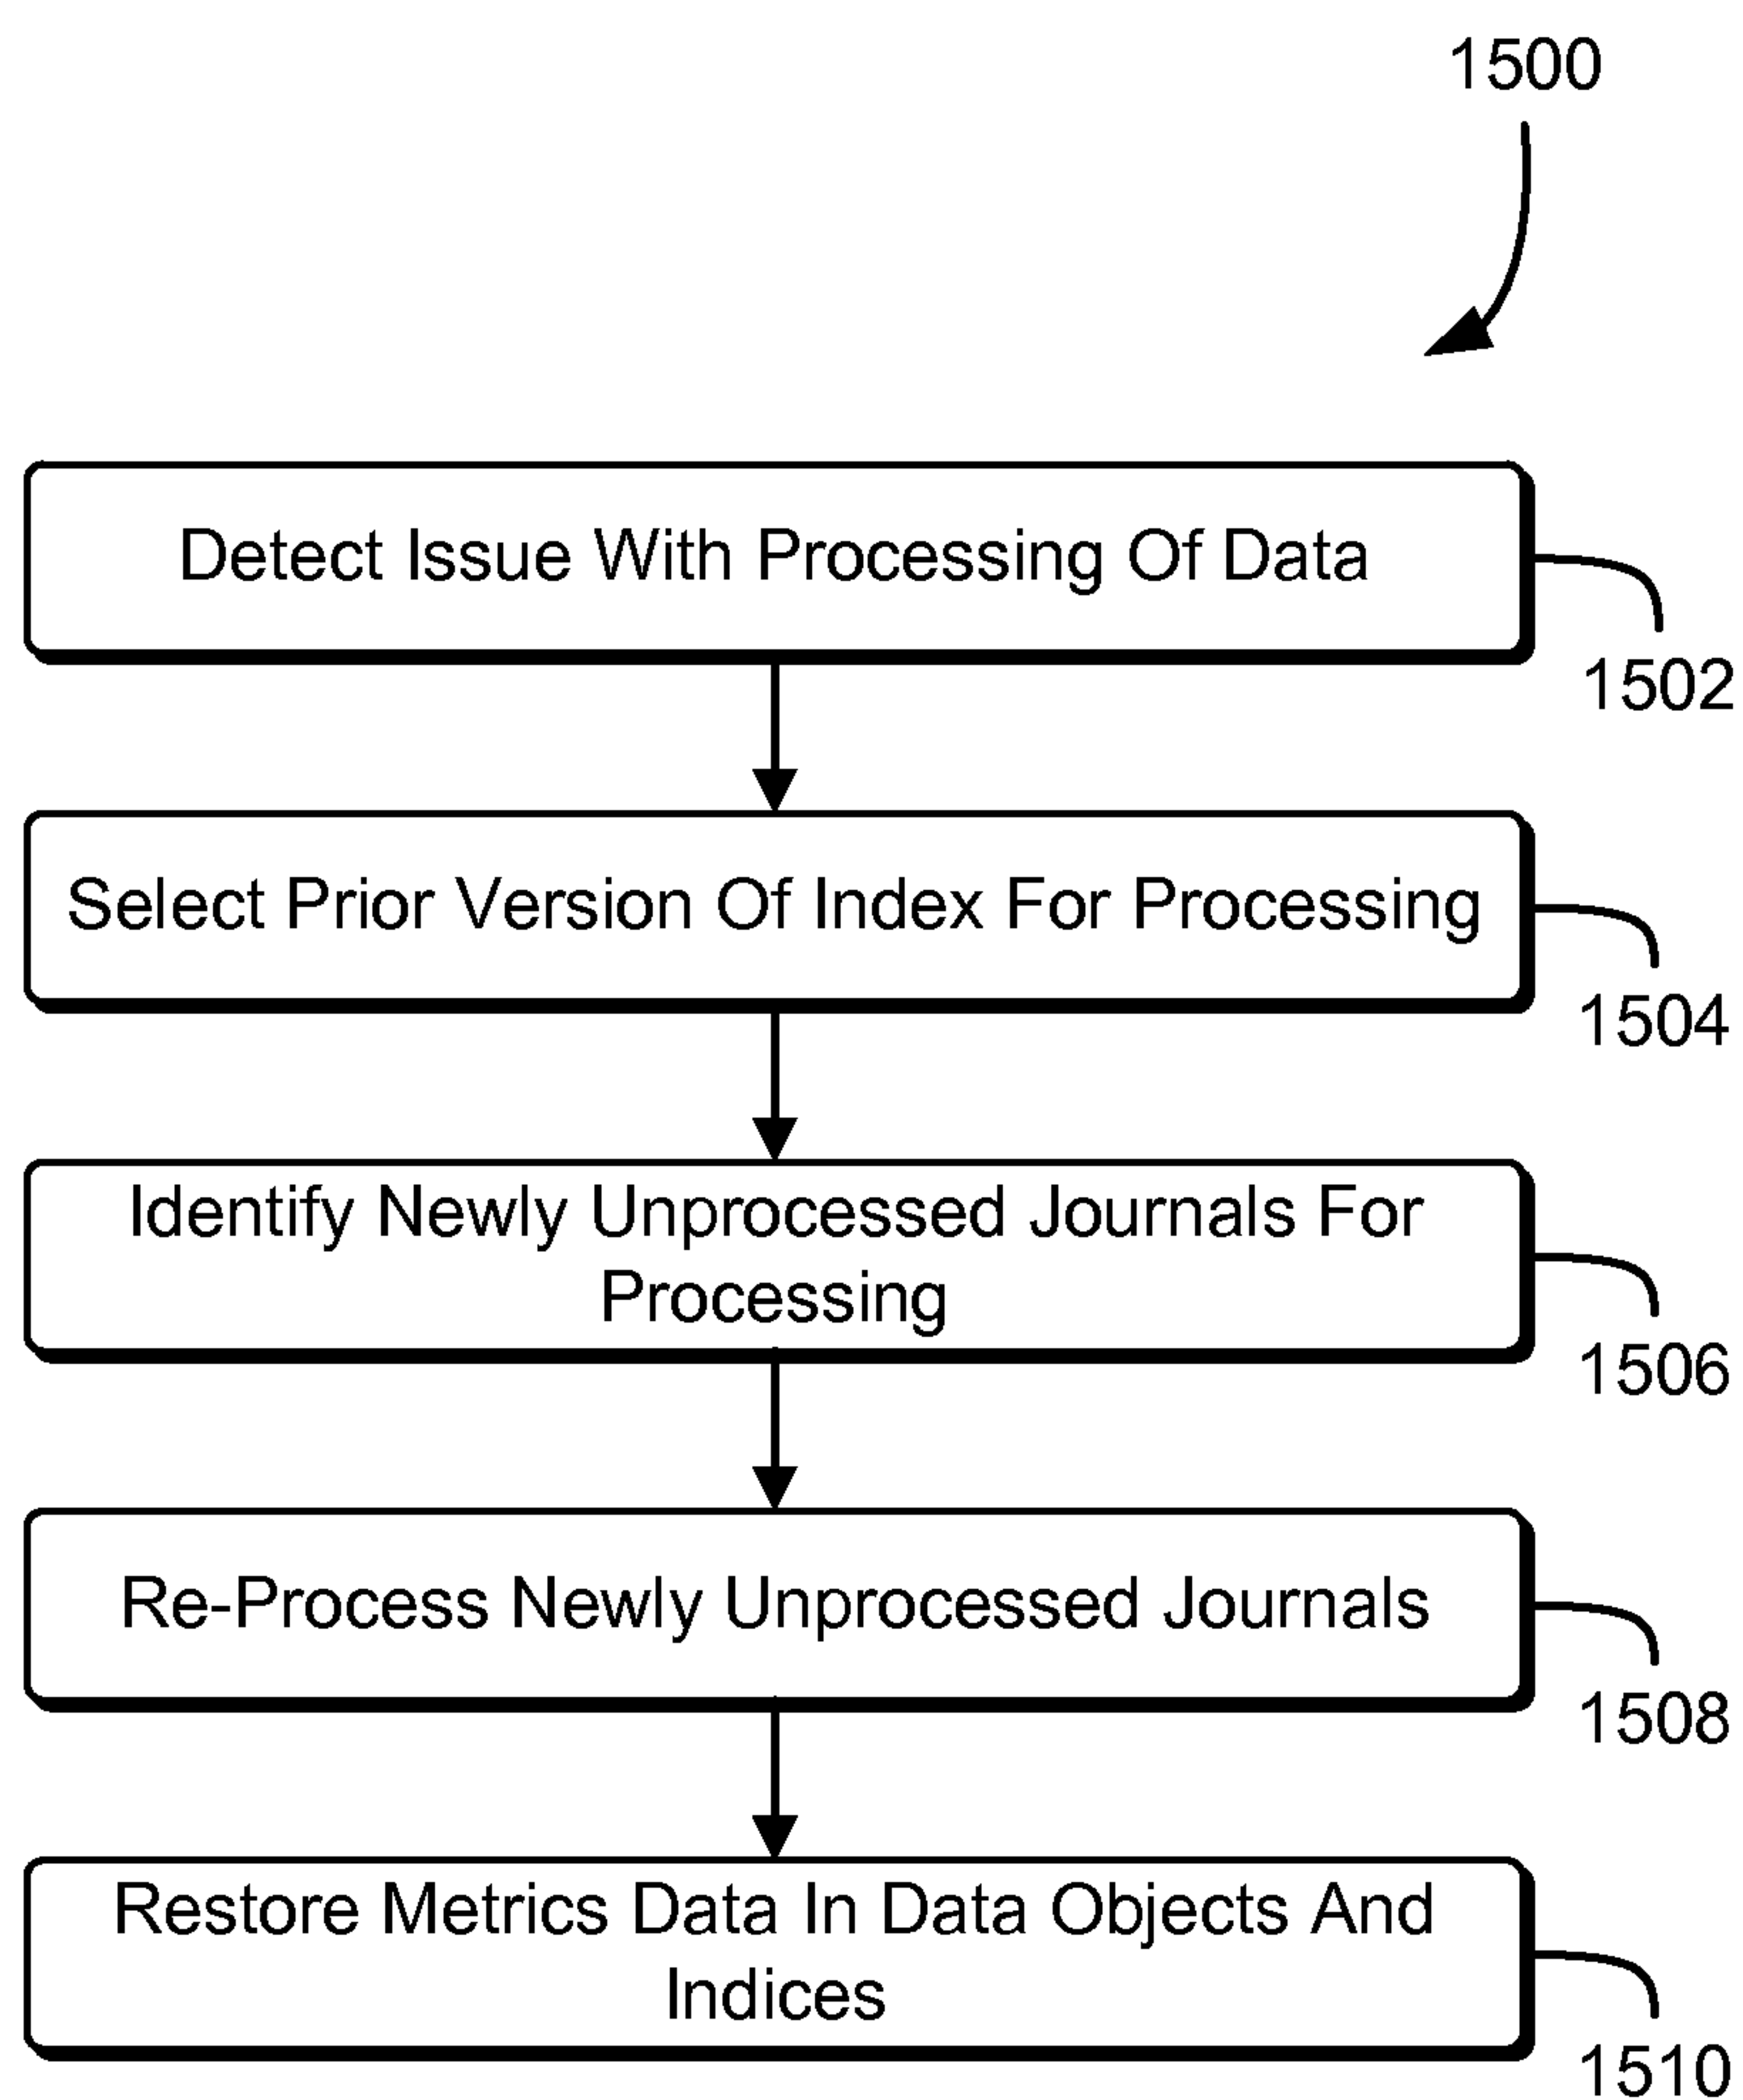 1500
Detect Issue With Processing Of Data
1502
Select Prior Version Of Index For Processing
1504
Identify Newly Unprocessed Journals For
Processing
1506
Re-Process Newly Unprocessed Journals
1508
Restore Metrics Data In Data Objects And
Indices
1510